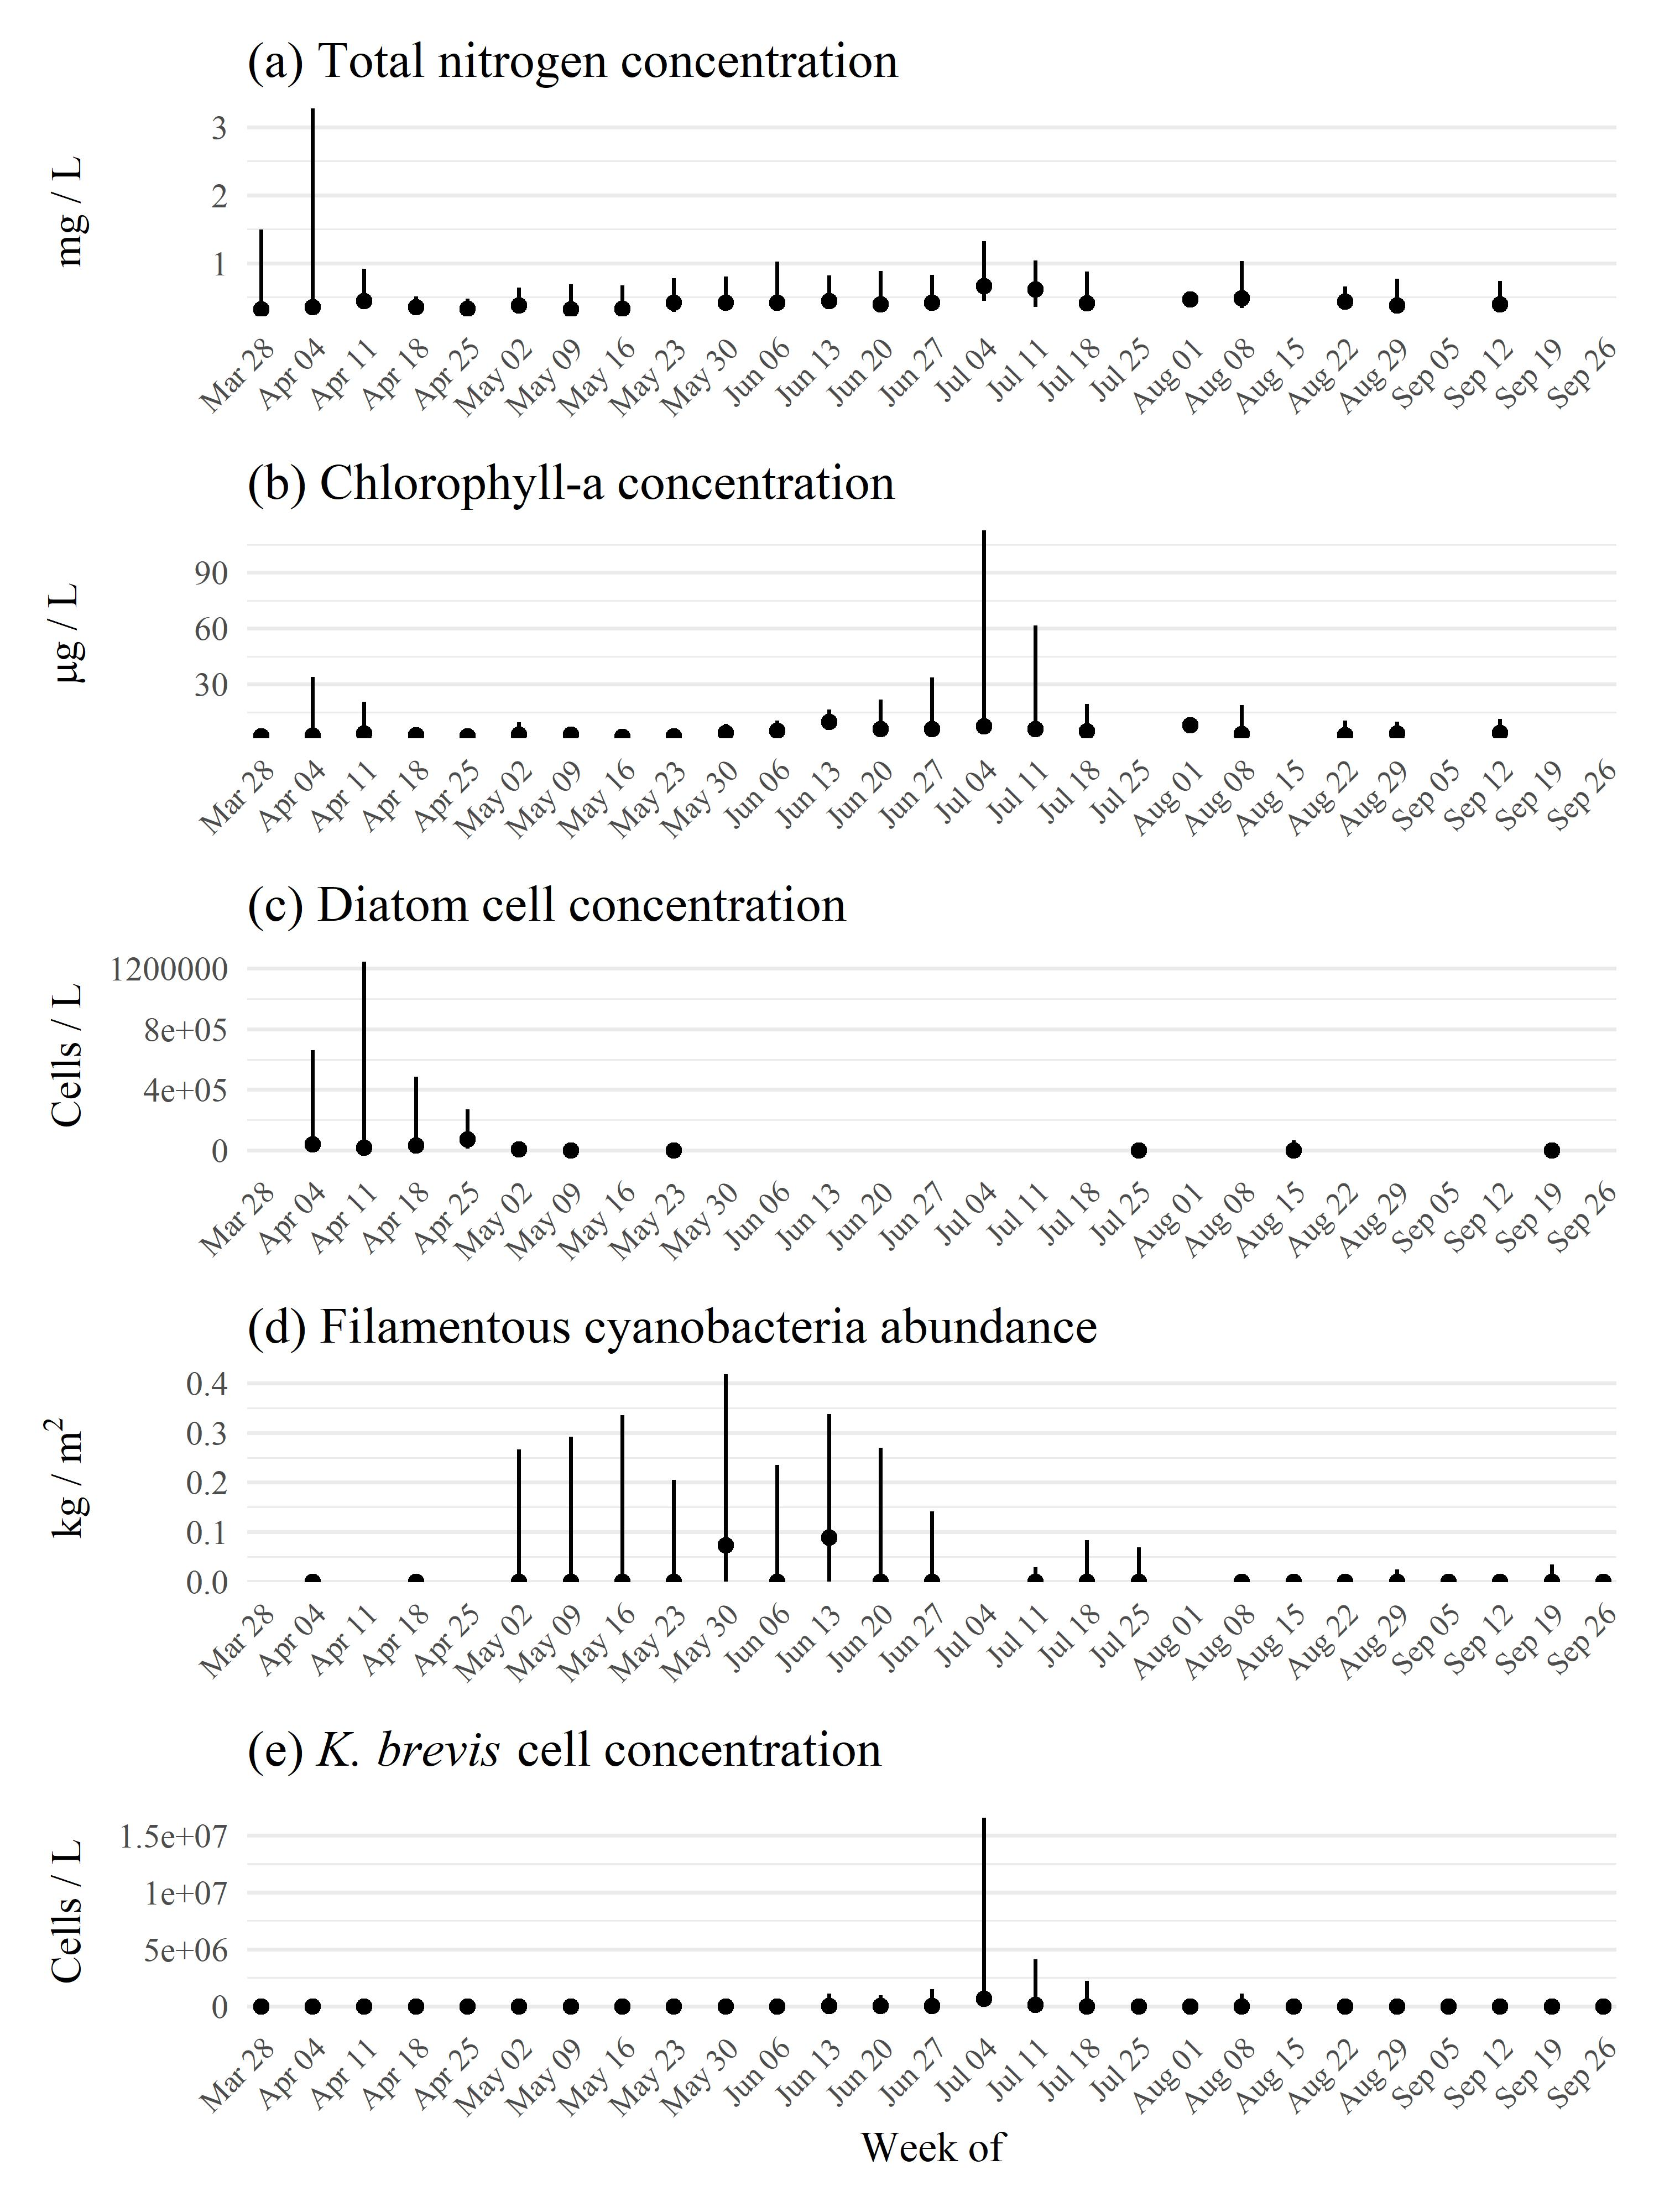 (a) Total nitrogen concentration
mg / L
3
2
1
Mar 28 Apr 04 Apr 11 Apr 18 Apr 25 May 02 May 09 May 16 May 23 May 30 Jun 06 Jun 13 Jun 20 Jun 27 Jul 04 Jul 11 Jul 18 Jul 25 Aug 01 Aug 08 Aug 15 Aug 22 Aug 29 Sep 05 Sep 12 Sep 19 Sep 26
(b) Chlorophyll-a concentration
µg / L
90
60
30
Mar 28 Apr 04 Apr 11 Apr 18 Apr 25 May 02 May 09 May 16 May 23 May 30 Jun 06 Jun 13 Jun 20 Jun 27 Jul 04 Jul 11 Jul 18 Jul 25 Aug 01 Aug 08 Aug 15 Aug 22 Aug 29 Sep 05 Sep 12 Sep 19 Sep 26
(c) Diatom cell concentration
Cells / L
1200000
8e+05
4e+05
0
Mar 28 Apr 04 Apr 11 Apr 18 Apr 25 May 02 May 09 May 16 May 23 May 30 Jun 06 Jun 13 Jun 20 Jun 27 Jul 04 Jul 11 Jul 18 Jul 25 Aug 01 Aug 08 Aug 15 Aug 22 Aug 29 Sep 05 Sep 12 Sep 19 Sep 26
(d) Filamentous cyanobacteria abundance
kg / m²
0.4
0.3
0.2
0.1
0.0
Mar 28 Apr 04 Apr 11 Apr 18 Apr 25 May 02 May 09 May 16 May 23 May 30 Jun 06 Jun 13 Jun 20 Jun 27 Jul 04 Jul 11 Jul 18 Jul 25 Aug 01 Aug 08 Aug 15 Aug 22 Aug 29 Sep 05 Sep 12 Sep 19 Sep 26
(e) K. brevis cell concentration
Cells / L
1.5e+07
1e+07
5e+06
0
Mar 28 Apr 04 Apr 11 Apr 18 Apr 25 May 02 May 09 May 16 May 23 May 30 Jun 06 Jun 13 Jun 20 Jun 27 Jul 04 Jul 11 Jul 18 Jul 25 Aug 01 Aug 08 Aug 15 Aug 22 Aug 29 Sep 05 Sep 12 Sep 19 Sep 26
Week of